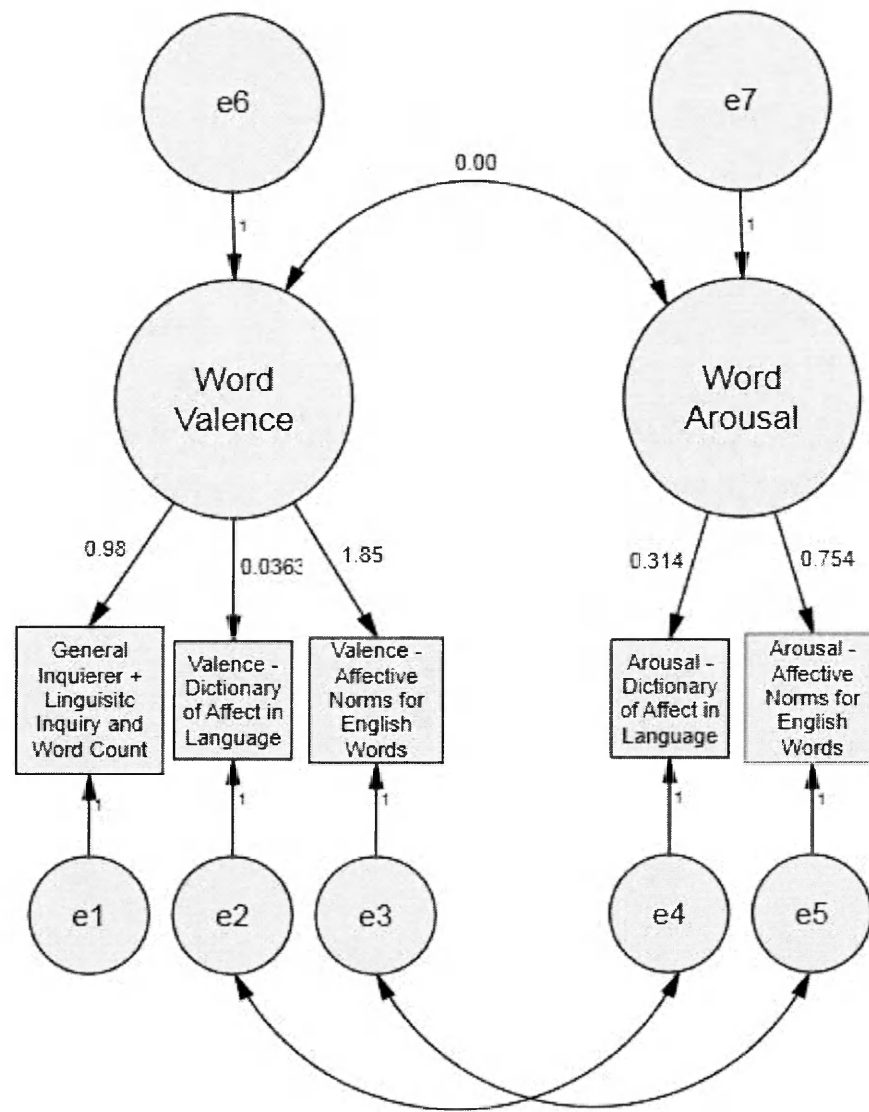 e6
e7
0.00
1
1
Word
Valence
Word
Arousal
0.98
0.0363
1.85
0.314
0.754
General
Inquierer +
Linguisitc
Inquiry and
Word Count
Valence -
Dictionary
of Affect in
Language
Valence -
Affective
Norms for
English
Words
Arousal -
Dictionary
of Affect in
Language
Arousal -
Affective
Norms for
English
Words
1
1
1
1
1
e1
e2
e3
e4
e5